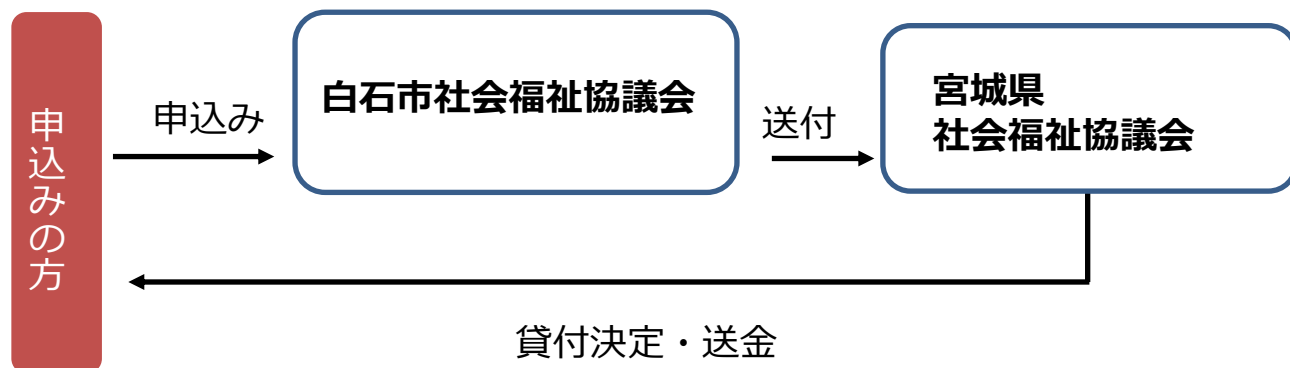 申込みの方
申込み
白石市社会福祉協議会
送付
宮城県
社会福祉協議会
貸付決定・送金